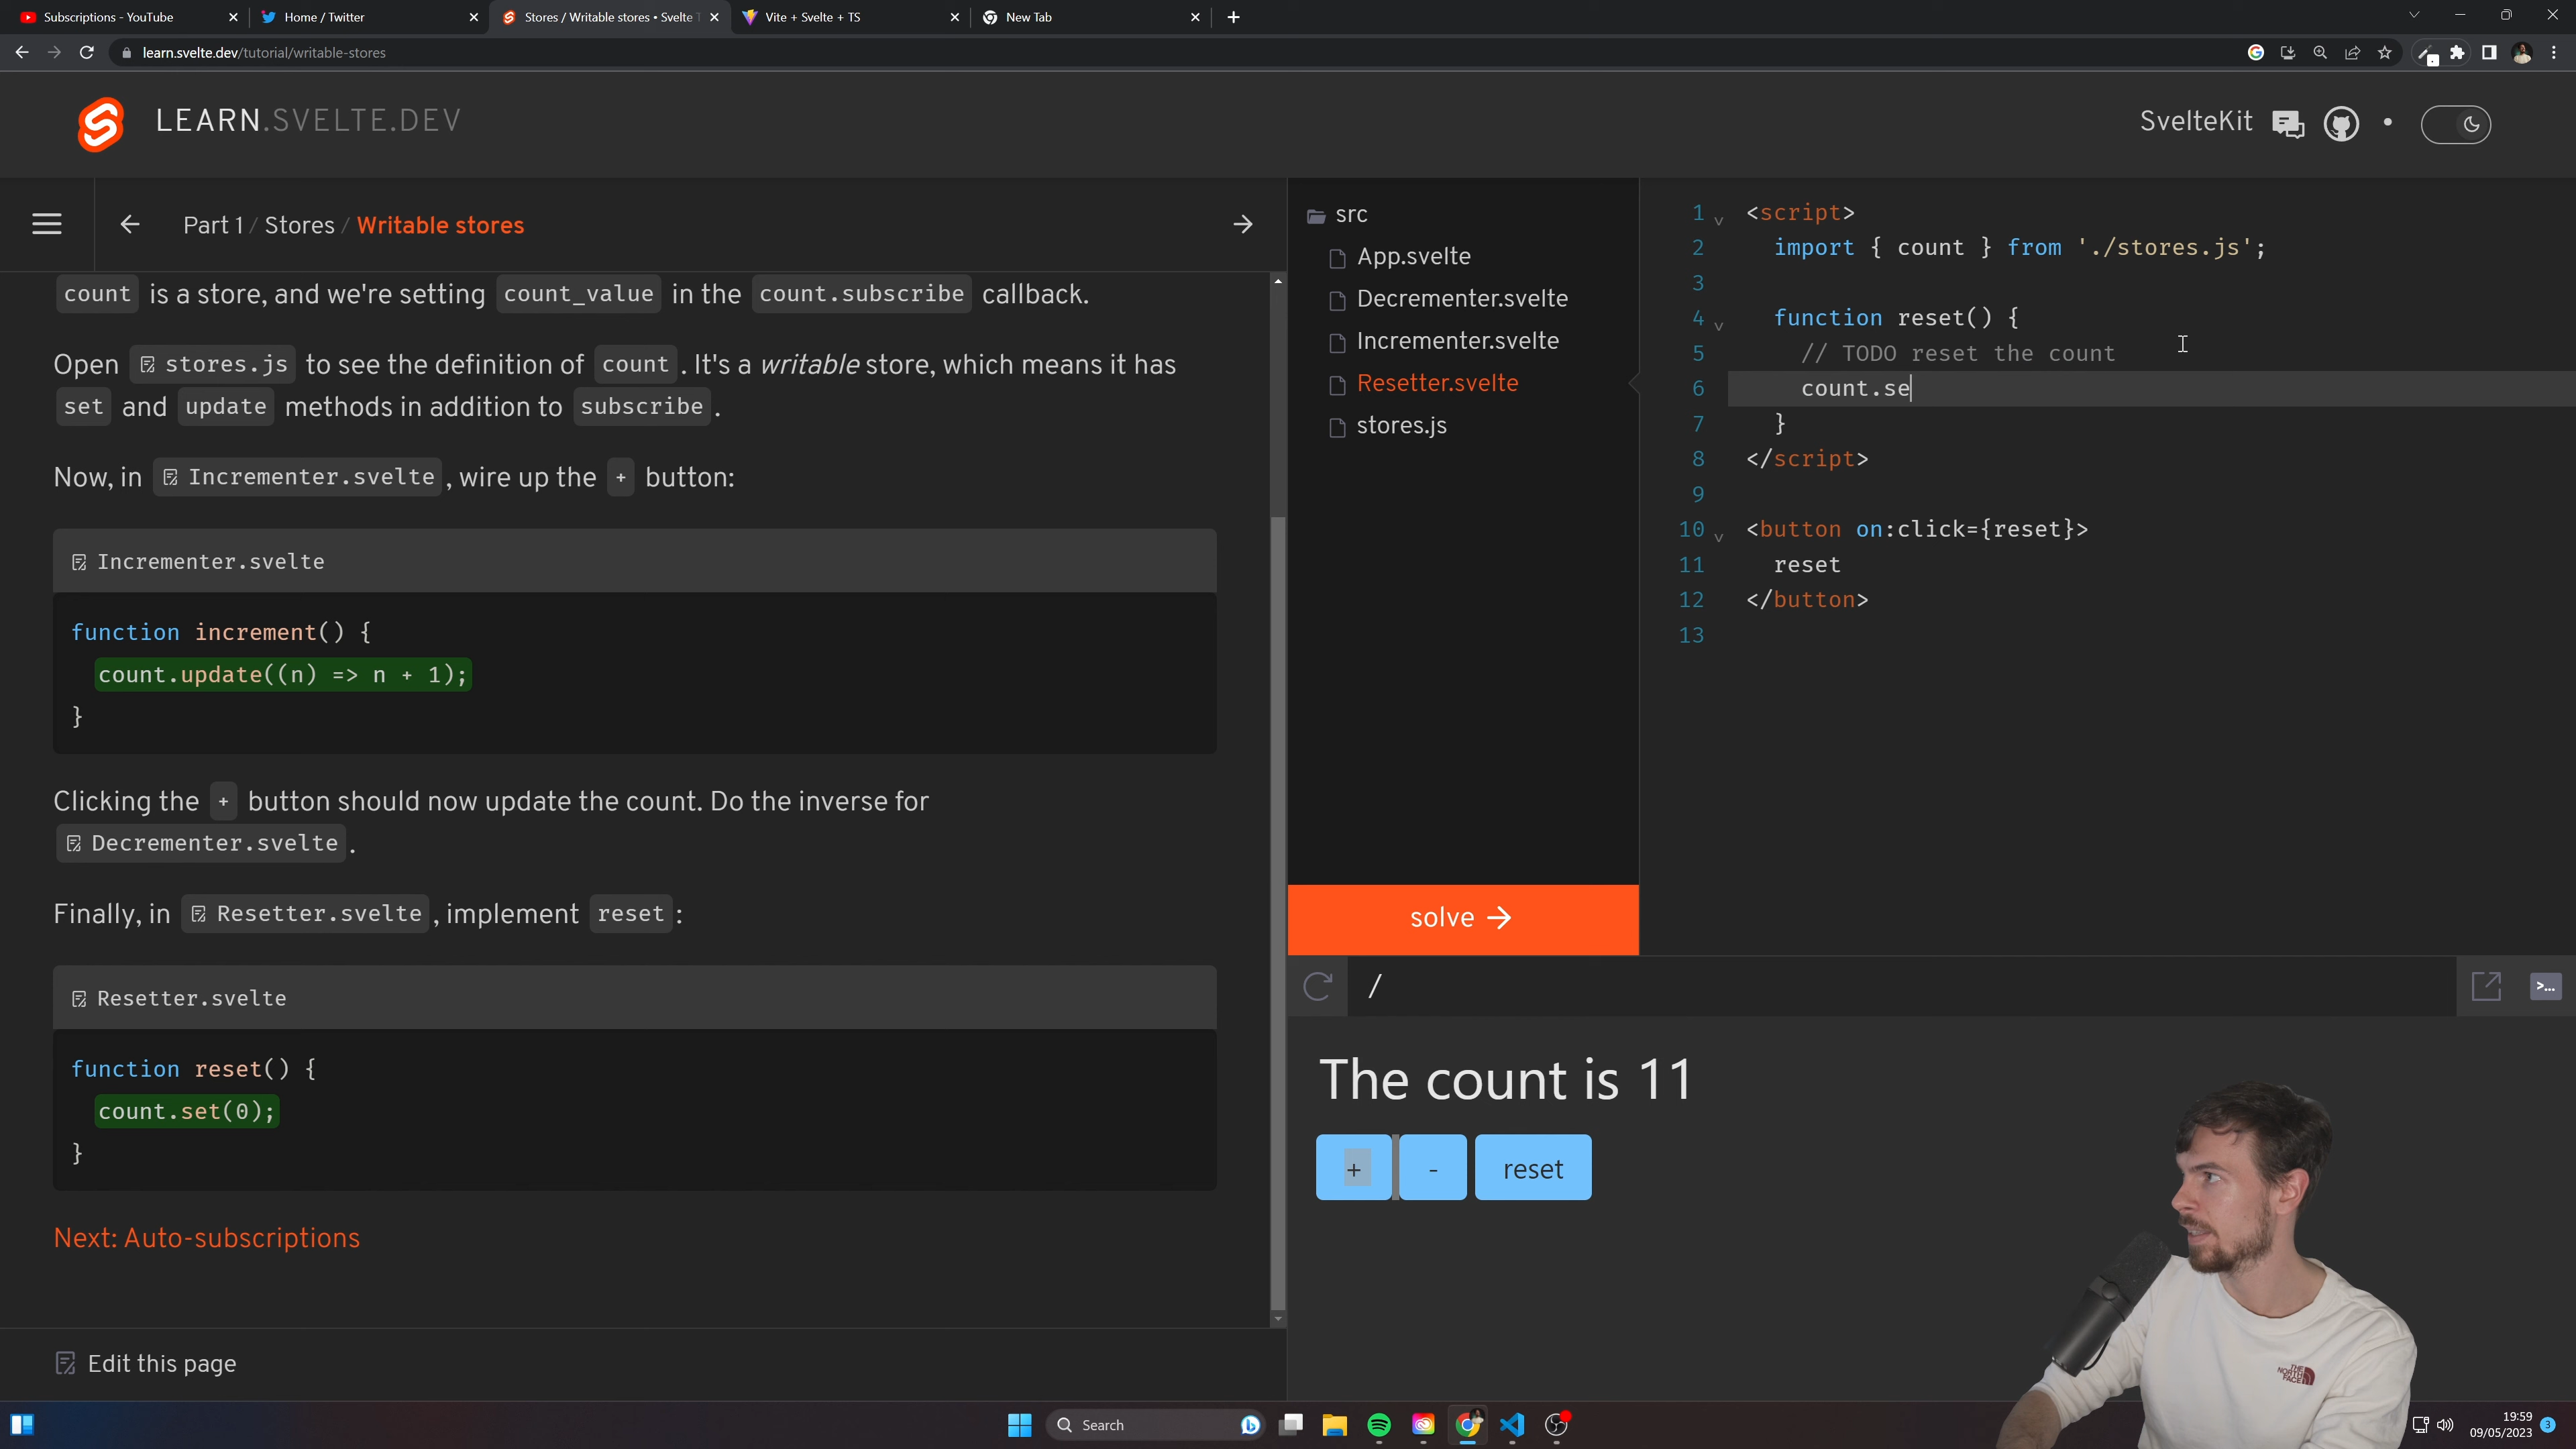 Subscriptions - YouTube
Home / Twitter
Stores / Writable stores • Svelte T
Vite + Svelte + TS
New Tab
learn.svelte.dev/tutorial/writable-stores
LEARN.SVELTE.DEV
SvelteKit
Part 1 / Stores / Writable stores
count is a store, and we're setting count_value in the count.subscribe callback.
Open stores.js to see the definition of count. It's a writable store, which means it has
set and update methods in addition to subscribe.
Now, in Incrementer.svelte, wire up the + button:
Incrementer.svelte
function increment() {
count.update((n) => n + 1);
}
Clicking the + button should now update the count. Do the inverse for
Decrementer.svelte.
Finally, in Resetter.svelte, implement reset:
Resetter.svelte
function reset() {
count.set(0);
}
Next: Auto-subscriptions
Edit this page
src
App.svelte
Decrementer.svelte
Incrementer.svelte
Resetter.svelte
stores.js
solve →
1 <script>
2 import { count } from './stores.js';
3
4 function reset() {
5 // TODO reset the count
6 count.se
7 }
8 </script>
9
10 <button on:click={reset}>
11 reset
12 </button>
13
/
>...
The count is 11
+
-
reset
THE NORTH FACE
Search
19:59
09/05/2023
3